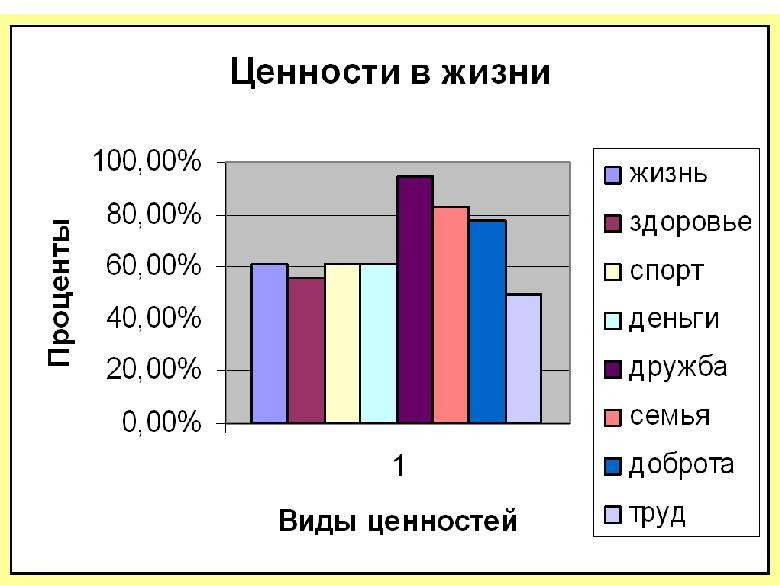 Ценности в жизни
Проценты
100,00%
80,00%
60,00%
40,00%
20,00%
0,00%
1
Виды ценностей
жизнь
здоровье
спорт
деньги
дружба
семья
доброта
труд